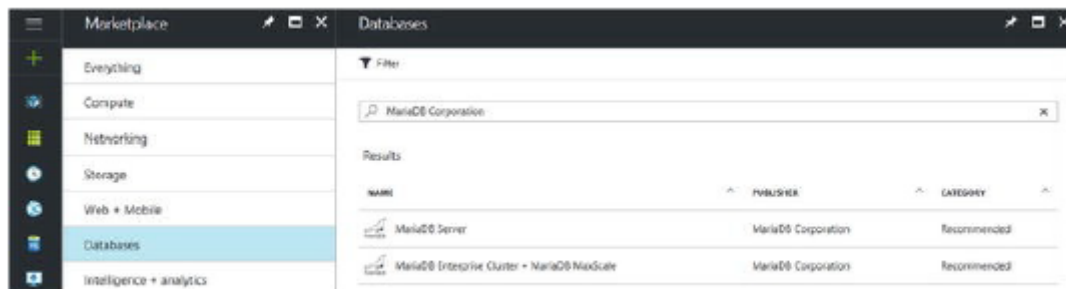 Marketplace
Databases
Everything
Compute
Networking
Storage
Web + Mobile
Databases
Intelligence + analytics
Filter
MariaDB Corporation
Results
NAME PUBLISHER CATEGORY
MariaDB Server MariaDB Corporation Recommended
MariaDB Enterprise Cluster + MariaDB MaxScale MariaDB Corporation Recommended